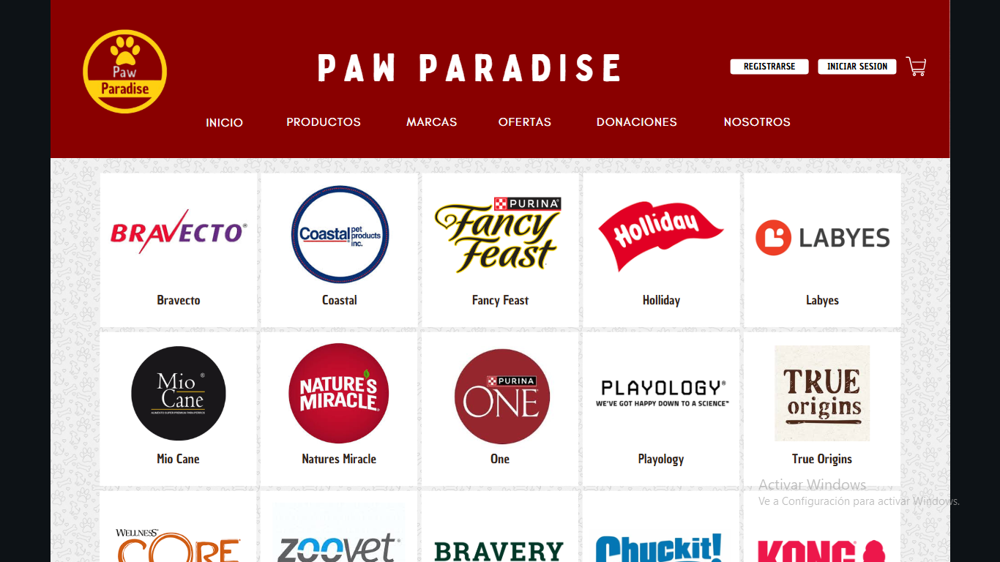 Paw
Paradise
PAW PARADISE
REGISTRARSE
INICIAR SESION
INICIO
PRODUCTOS
MARCAS
OFERTAS
DONACIONES
NOSOTROS
BRAVECTO®
Coastal pet products inc.
PURINA®
Fancy
Feast
Holliday
LABYES
Bravecto
Coastal
Fancy Feast
Holliday
Labyes
Mio ®
Cane
ALIMENTO SUPER PREMIUM PARA PERROS
NATURE'S
MIRACLE®
PURINA
ONE
PLAYOLOGY®
WE'VE GOT HAPPY DOWN TO A SCIENCE™
TRUE
origins
Mio Cane
Natures Miracle
One
Playology
True Origins
Activar Windows
Ve a Configuración para activar Windows.
WELLNESS®
CORE
zoovet®
BRAVERY
Chuckit!
KONG